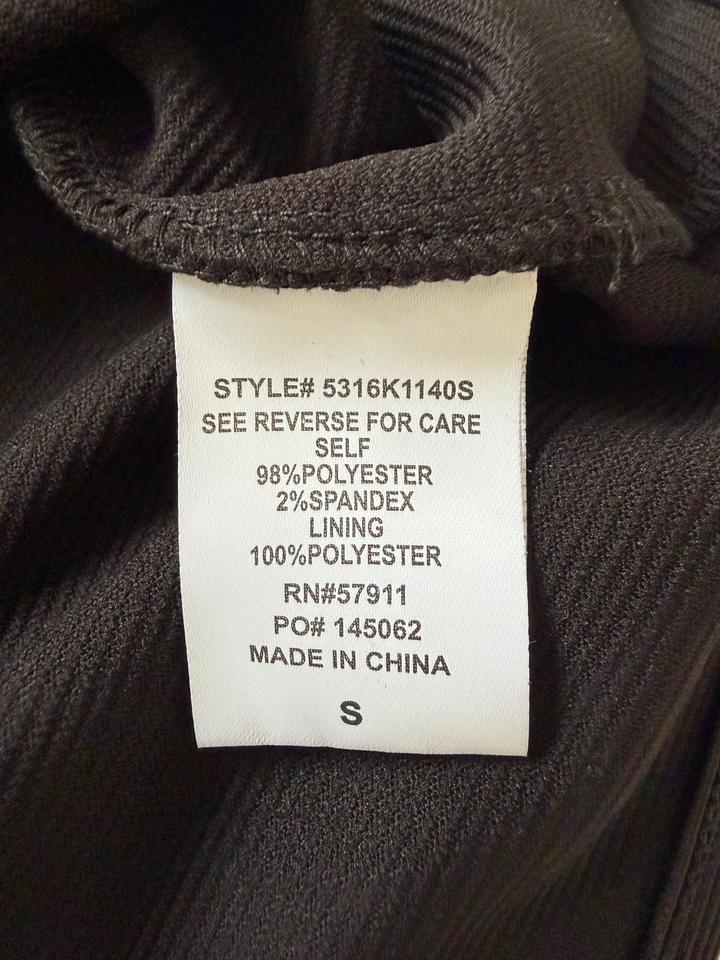 STYLE# 5316K1140S
SEE REVERSE FOR CARE
SELF
98%POLYESTER
2%SPANDEX
LINING
100%POLYESTER
RN#57911
PO# 145062
MADE IN CHINA
S